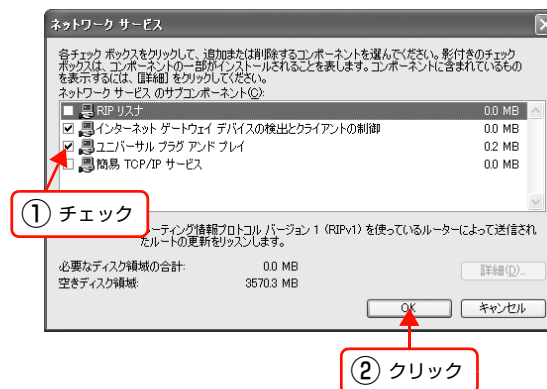 ネットワーク サービス
各チェック ボックスをクリックして、追加または削除するコンポーネントを選んでください。影付きのチェック
ボックスは、コンポーネントの一部がインストールされることを表します。コンポーネントに含まれているもの
を表示するには、[詳細] をクリックしてください。
ネットワーク サービス のサブコンポーネント(C):
RIP リスナ 0.0 MB
インターネット ゲートウェイ デバイスの検出とクライアントの制御 0.0 MB
ユニバーサル プラグ アンド プレイ 0.2 MB
簡易 TCP/IP サービス 0.0 MB
① チェック
ーティング情報プロトコル バージョン 1 (RIPv1) を使っているルーターによって送信され
たルートの更新をリッスンします。
必要なディスク領域の合計: 0.0 MB
空きディスク領域: 3570.3 MB
詳細(D)...
OK
キャンセル
② クリック